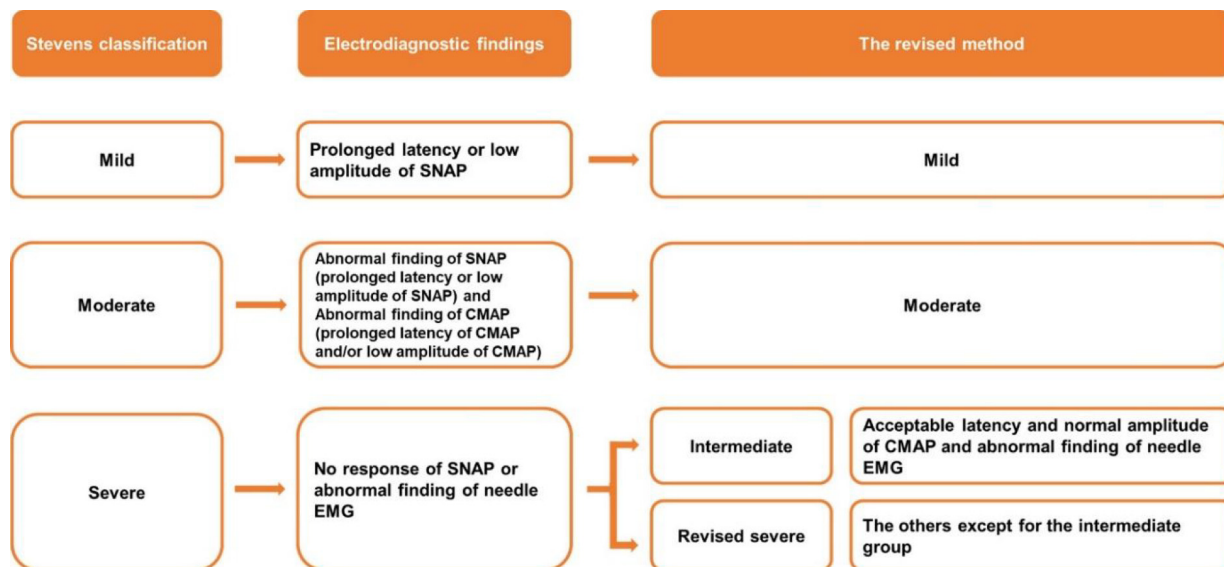 Stevens classification
Electrodiagnostic findings
The revised method
Mild
Prolonged latency or low
amplitude of SNAP
Mild
Moderate
Abnormal finding of SNAP
(prolonged latency or low
amplitude of SNAP) and
Abnormal finding of CMAP
(prolonged latency of CMAP
and/or low amplitude of CMAP)
Moderate
Severe
No response of SNAP or
abnormal finding of needle
EMG
Intermediate
Acceptable latency and normal amplitude
of CMAP and abnormal finding of needle
EMG
Revised severe
The others except for the intermediate
group